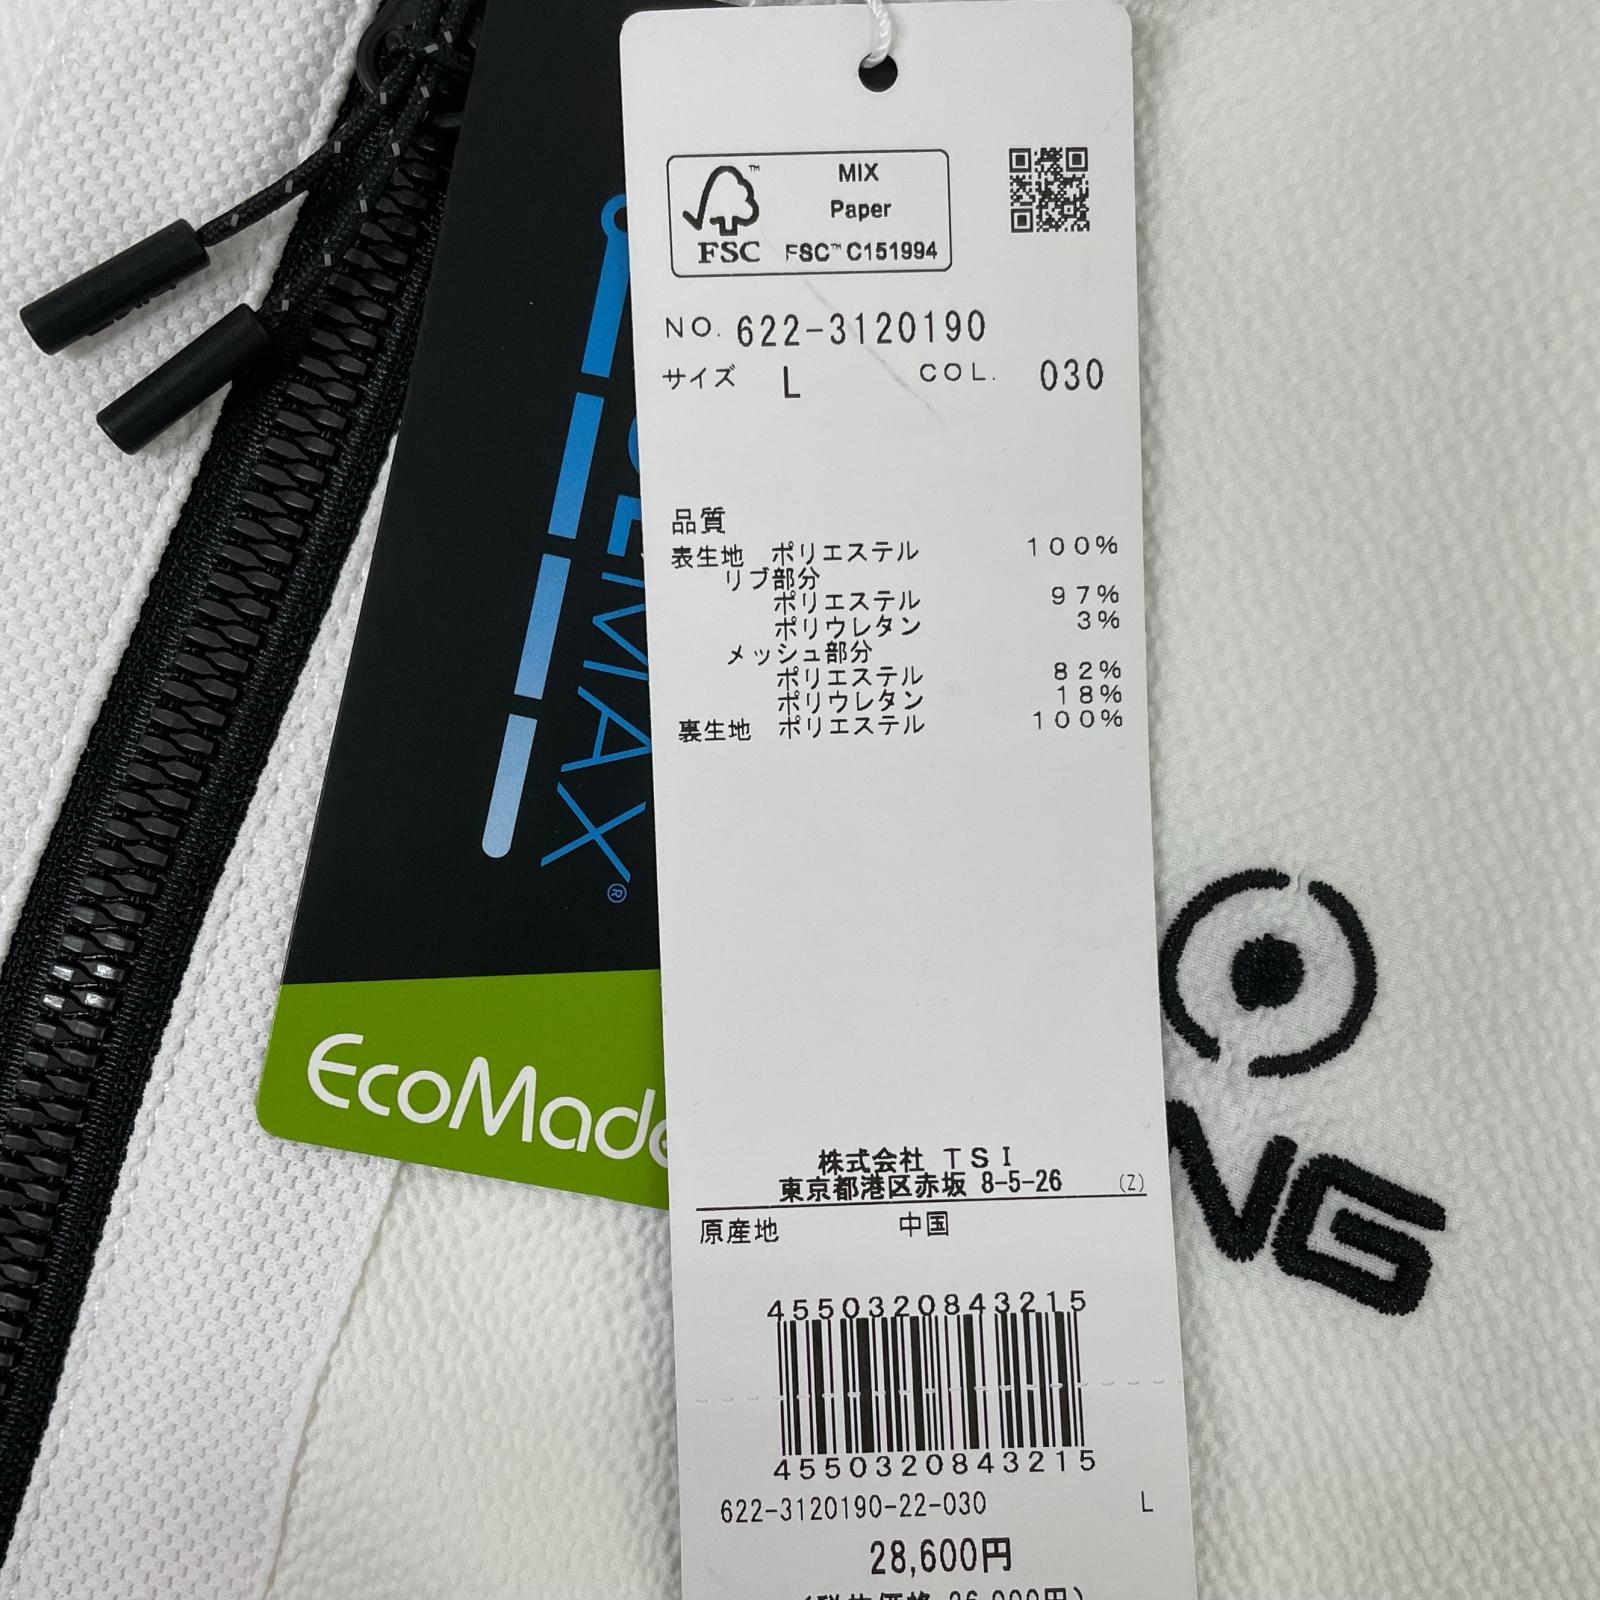 MIX
Paper
FSC™ C151994
FSC
NO. 622-3120190
サイズ L COL. 030
品質
表生地 ポリエステル 100%
リブ部分
ポリエステル 97%
ポリウレタン 3%
メッシュ部分
ポリエステル 82%
ポリウレタン 18%
裏生地 ポリエステル 100%
株式会社 TSI
東京都港区赤坂 8-5-26 (Z)
原産地 中国
4550320843215
4550320843215
622-3120190-22-030 L
28,600円
EMAX®
EcoMade
NG